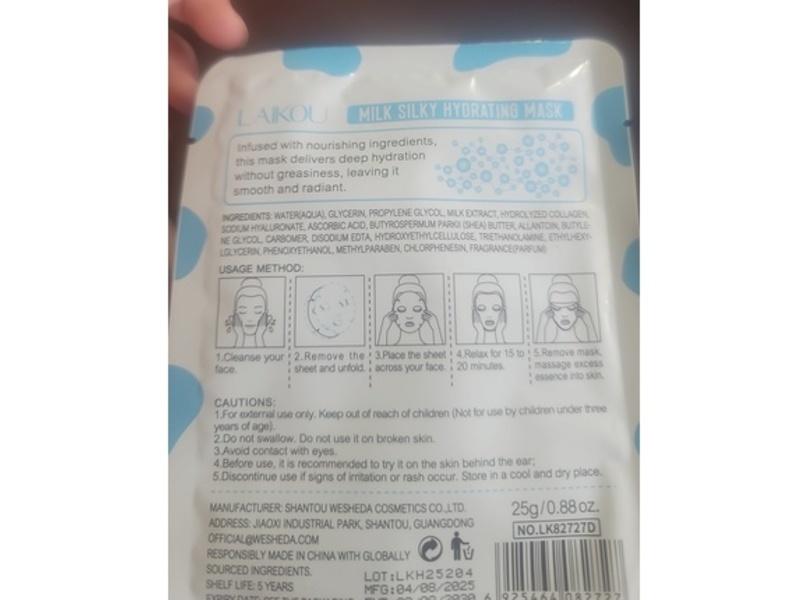 LAIKOU MILK SILKY HYDRATING MASK
Infused with nourishing ingredients,
this mask delivers deep hydration
without greasiness, leaving it
smooth and radiant.
INGREDIENTS: WATER(AQUA), GLYCERIN, PROPYLENE GLYCOL, MILK EXTRACT, HYDROLYZED COLLAGEN,
SODIUM HYALURONATE, ASCORBIC ACID, BUTYROSPERMUM PARKII (SHEA) BUTTER, ALLANTOIN, BUTYLE-
NE GLYCOL, CARBOMER, DISODIUM EDTA, HYDROXYETHYLCELLULOSE, TRIETHANOLAMINE, ETHYLHEXY-
LGLYCERIN, PHENOXYETHANOL, METHYLPARABEN, CHLORPHENESIN, FRAGRANCE(PARFUM)
USAGE METHOD:
1.Cleanse your
face.
2.Remove the
sheet and unfold.
3.Place the sheet
across your face.
4.Relax for 15 to
20 minutes.
5.Remove mask,
massage excess
essence into skin.
CAUTIONS:
1.For external use only. Keep out of reach of children (Not for use by children under three
years of age).
2.Do not swallow. Do not use it on broken skin.
3.Avoid contact with eyes.
4.Before use, it is recommended to try it on the skin behind the ear;
5.Discontinue use if signs of irritation or rash occur. Store in a cool and dry place.
MANUFACTURER: SHANTOU WESHEDA COSMETICS CO.,LTD.
ADDRESS: JIAOXI INDUSTRIAL PARK, SHANTOU, GUANGDONG
OFFICIAL@WESHEDA.COM
RESPONSIBLY MADE IN CHINA WITH GLOBALLY
SOURCED INGREDIENTS.
SHELF LIFE: 5 YEARS
25g/0.88 oz.
NO.LK82727D
LOT:LKH25204
MFG:04/08/2025
6 925464 082727